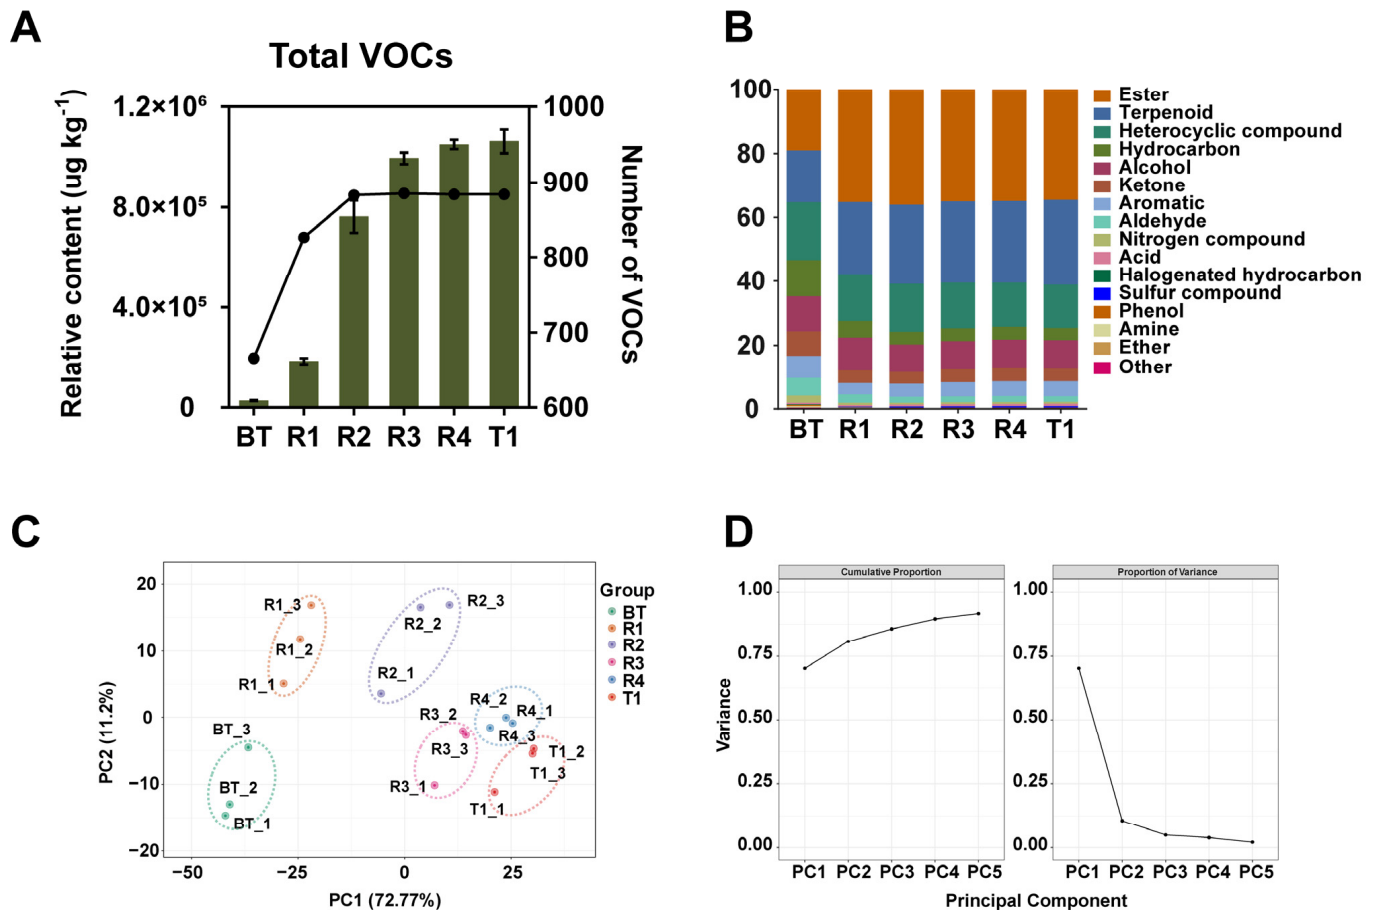 A
Total VOCs
Relative content (ug kg⁻¹)
1.2×10⁶
8.0×10⁵
4.0×10⁵
0
1000
900
800
700
600
Number of VOCs
BT R1 R2 R3 R4 T1
B
100
80
60
40
20
0
BT R1 R2 R3 R4 T1
Ester
Terpenoid
Heterocyclic compound
Hydrocarbon
Alcohol
Ketone
Aromatic
Aldehyde
Nitrogen compound
Acid
Halogenated hydrocarbon
Sulfur compound
Phenol
Amine
Ether
Other
C
PC2 (11.2%)
20
10
0
−10
−20
R1_3
R1_2
R1_1
R2_3
R2_2
R2_1
BT_3
BT_2
BT_1
R3_2
R3_3
R3_1
R4_2
R4_1
R4_3
T1_2
T1_3
T1_1
−50 −25 0 25
PC1 (72.77%)
Group
BT
R1
R2
R3
R4
T1
D
Cumulative Proportion
Proportion of Variance
Variance
1.00
0.75
0.50
0.25
0.00
1.00
0.75
0.50
0.25
0.00
PC1 PC2 PC3 PC4 PC5
PC1 PC2 PC3 PC4 PC5
Principal Component